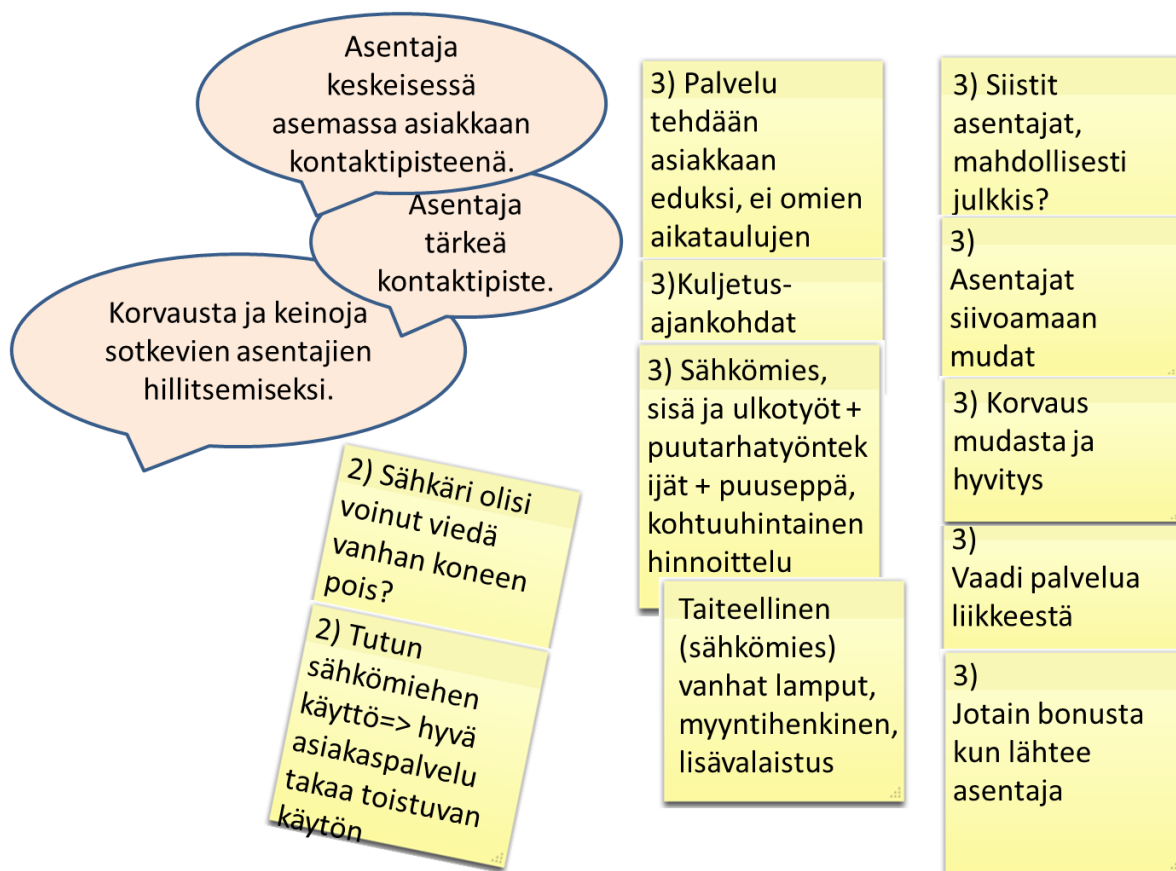 Asentaja
keskeisessä
asemassa asiakkaan
kontaktipisteenä.
Asentaja
tärkeä
kontaktipiste.
Korvausta ja keinoja
sotkevien asentajien
hillitsemiseksi.
2) Sähkäri olisi
voinut viedä
vanhan koneen
pois?
2) Tutun
sähkömiehen
käyttö=> hyvä
asiakaspalvelu
takaa toistuvan
käytön
3) Palvelu
tehdään
asiakkaan
eduksi, ei omien
aikataulujen
3)Kuljetus-
ajankohdat
3) Sähkömies,
sisä ja ulkotyöt +
puutarhatyöntek
ijät + puuseppä,
kohtuuhintainen
hinnoittelu
Taiteellinen
(sähkömies)
vanhat lamput,
myyntihenkinen,
lisävalaistus
3) Siistit
asentajat,
mahdollisesti
julkkis?
3)
Asentajat
siivoamaan
mudat
3) Korvaus
mudasta ja
hyvitys
3)
Vaadi palvelua
liikkeestä
3)
Jotain bonusta
kun lähtee
asentaja